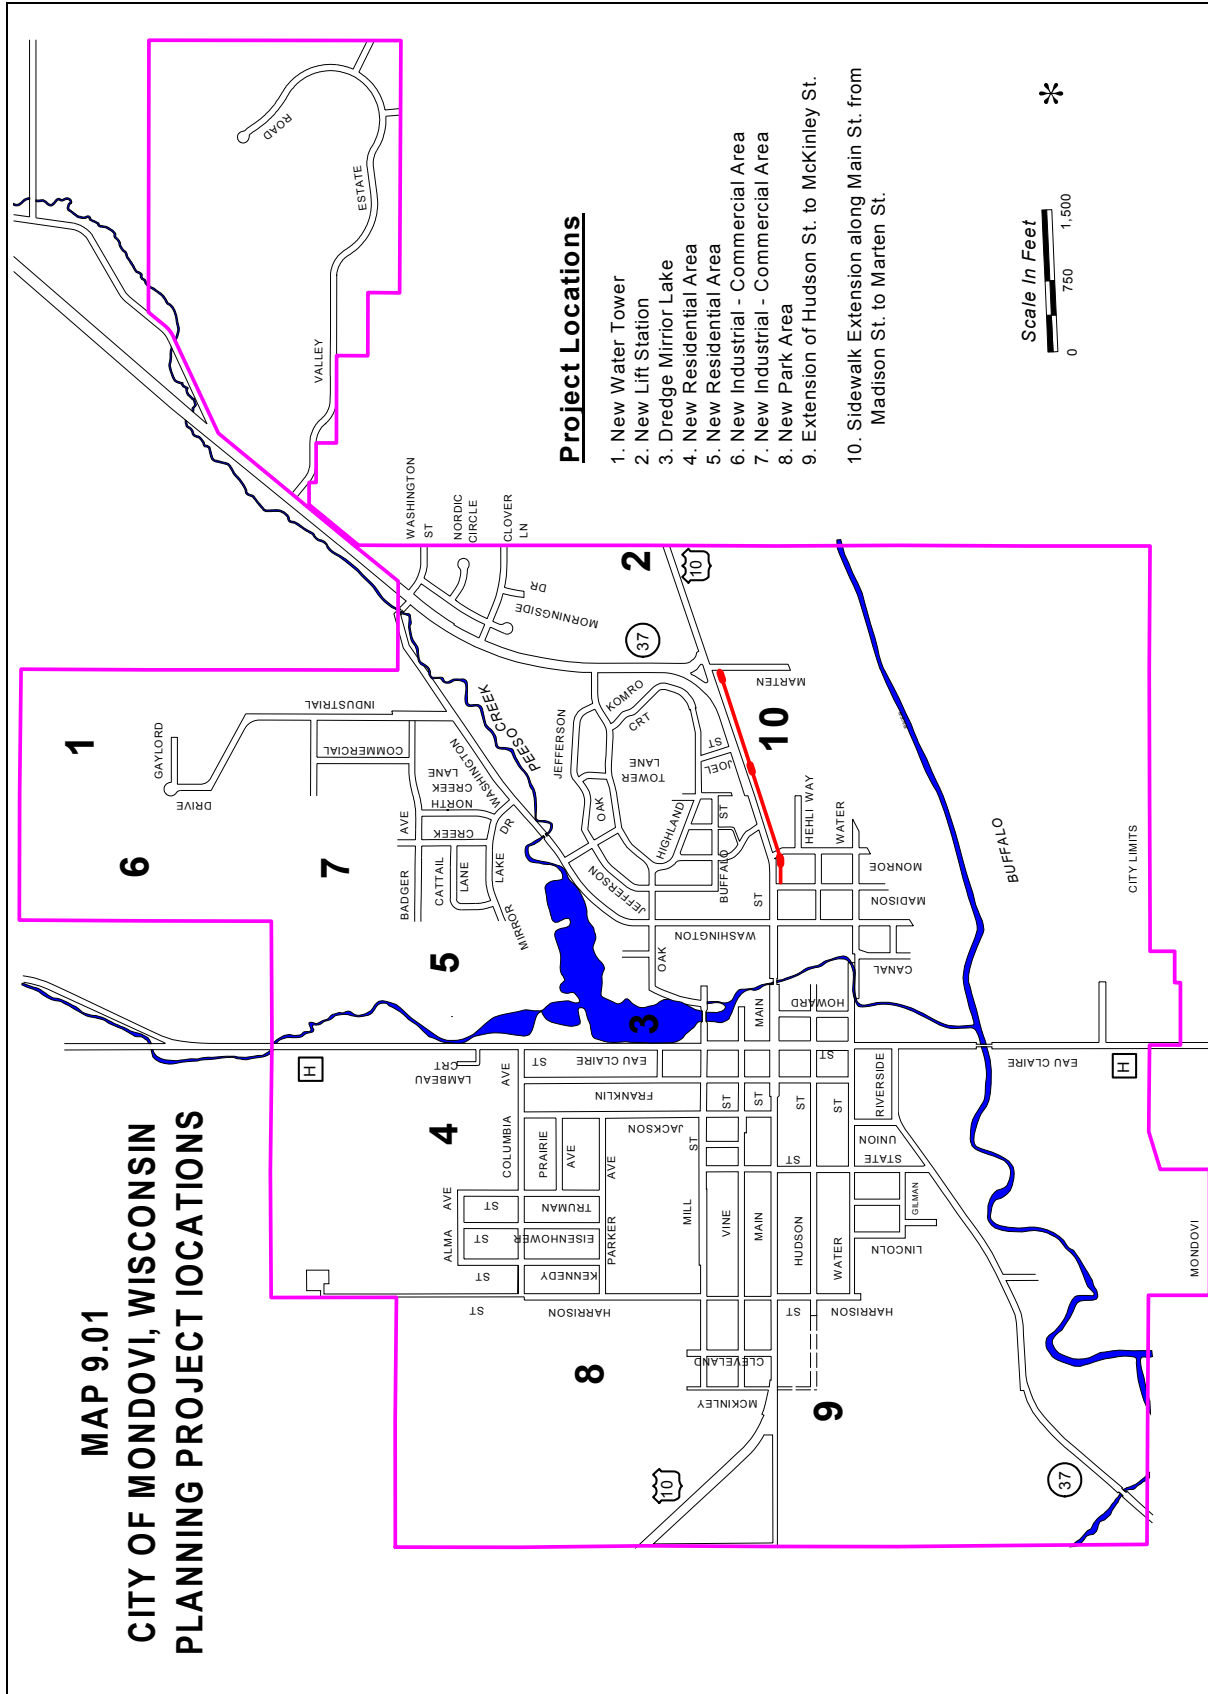 MAP 9.01
CITY OF MONDOVI, WISCONSIN
PLANNING PROJECT lOCATIONS
Project Locations
1. New Water Tower
2. New Lift Station
3. Dredge Mirrior Lake
4. New Residential Area
5. New Residential Area
6. New Industrial - Commercial Area
7. New Industrial - Commercial Area
8. New Park Area
9. Extension of Hudson St. to McKinley St.
10. Sidewalk Extension along Main St. from
Madison St. to Marten St.
*
Scale In Feet
0 750 1,500
ROAD
ESTATE
VALLEY
WASHINGTON
ST
NORDIC
CIRCLE
CLOVER
LN
DR
MORNINGSIDE
2
10
37
1
GAYLORD
DRIVE
INDUSTRIAL
COMMERCIAL
6
7
PEESO CREEK
WASHINGTON
NORTH
CREEK
LANE
CREEK
DR
BADGER
AVE
CATTAIL
LANE
LAKE
MIRROR
5
JEFFERSON
KOMRO
CRT
TOWER
LANE
OAK
HIGHLAND
JOEL
ST
JEFFERSON
BUFFALO
ST
MARTEN
10
HEHLI WAY
WATER
MONROE
MADISON
ST
WASHINGTON
OAK
CANAL
BUFFALO
CITY LIMITS
3
MAIN
HOWARD
H
LAMBEAU
CRT
AVE
ST
EAU CLAIRE
FRANKLIN
ST
ST
ST
ST
ST
RIVERSIDE
EAU CLAIRE
H
4
COLUMBIA
PRAIRIE
AVE
AVE
JACKSON
ST
ST
UNION
STATE
ALMA
AVE
ST
TRUMAN
ST
EISENHOWER
ST
KENNEDY
PARKER
MILL
VINE
MAIN
HUDSON
WATER
GILMAN
LINCOLN
MONDOVI
ST
HARRISON
ST
HARRISON
8
CLEVELAND
MCKINLEY
9
10
37